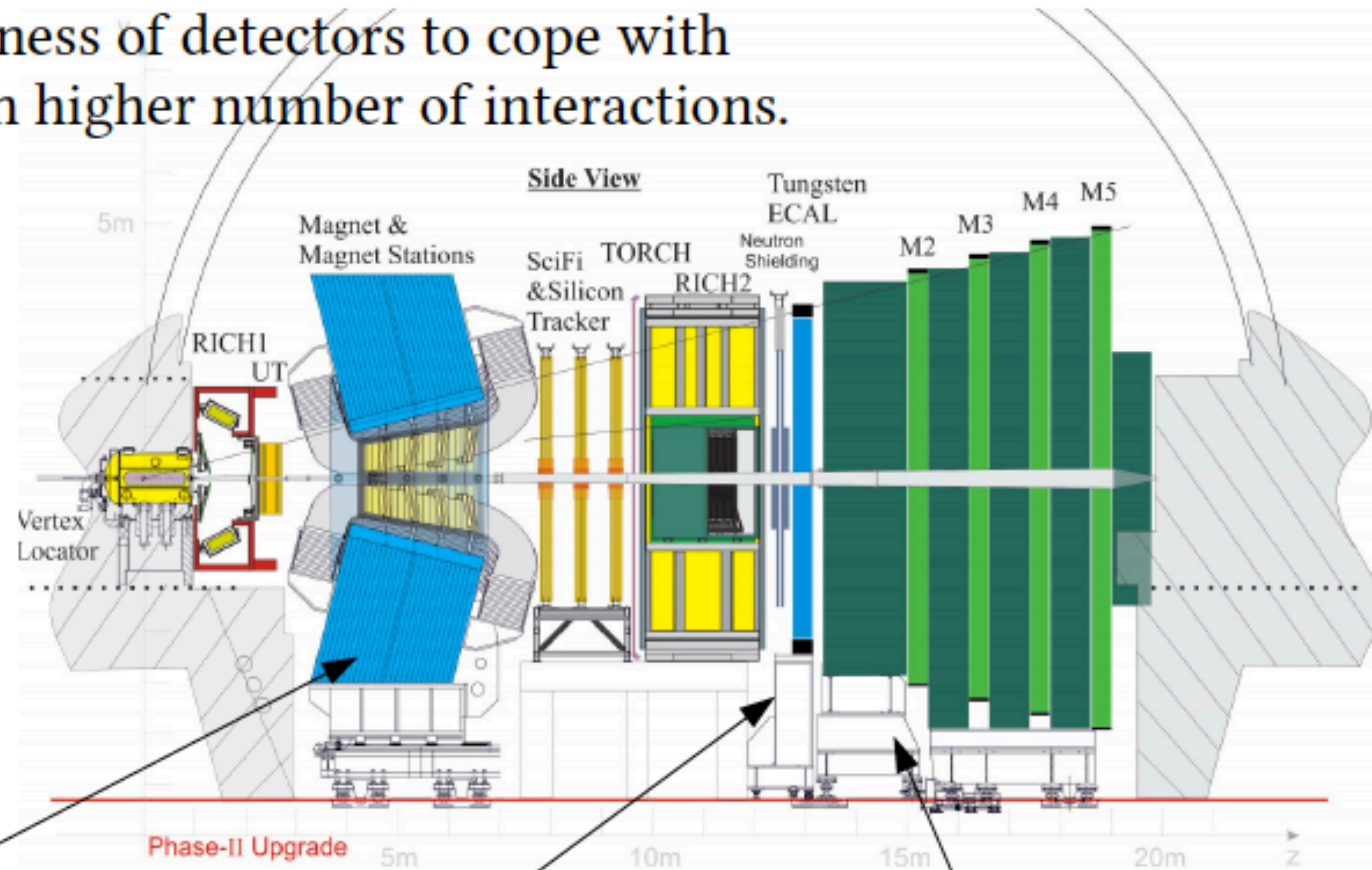 ness of detectors to cope with
higher number of interactions.
Side View
y
5m
Magnet &
Magnet Stations
SciFi
&Silicon
Tracker
TORCH
RICH2
Tungsten
ECAL
Neutron
Shielding
M2
M3
M4
M5
RICH1
UT
Vertex
Locator
Phase-II Upgrade
5m
10m
15m
20m
z